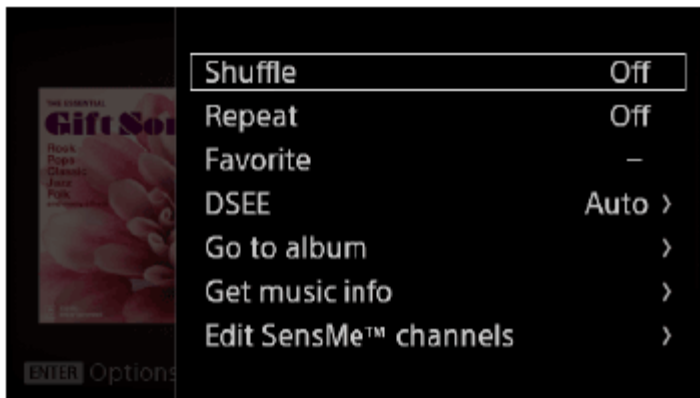 Shuffle Off
Repeat Off
Favorite –
DSEE Auto >
Go to album >
Get music info >
Edit SensMe™ channels >
THE ESSENTIAL
Gift Son
Rock
Pops
Classic
Jazz
Folk
ENTER Options